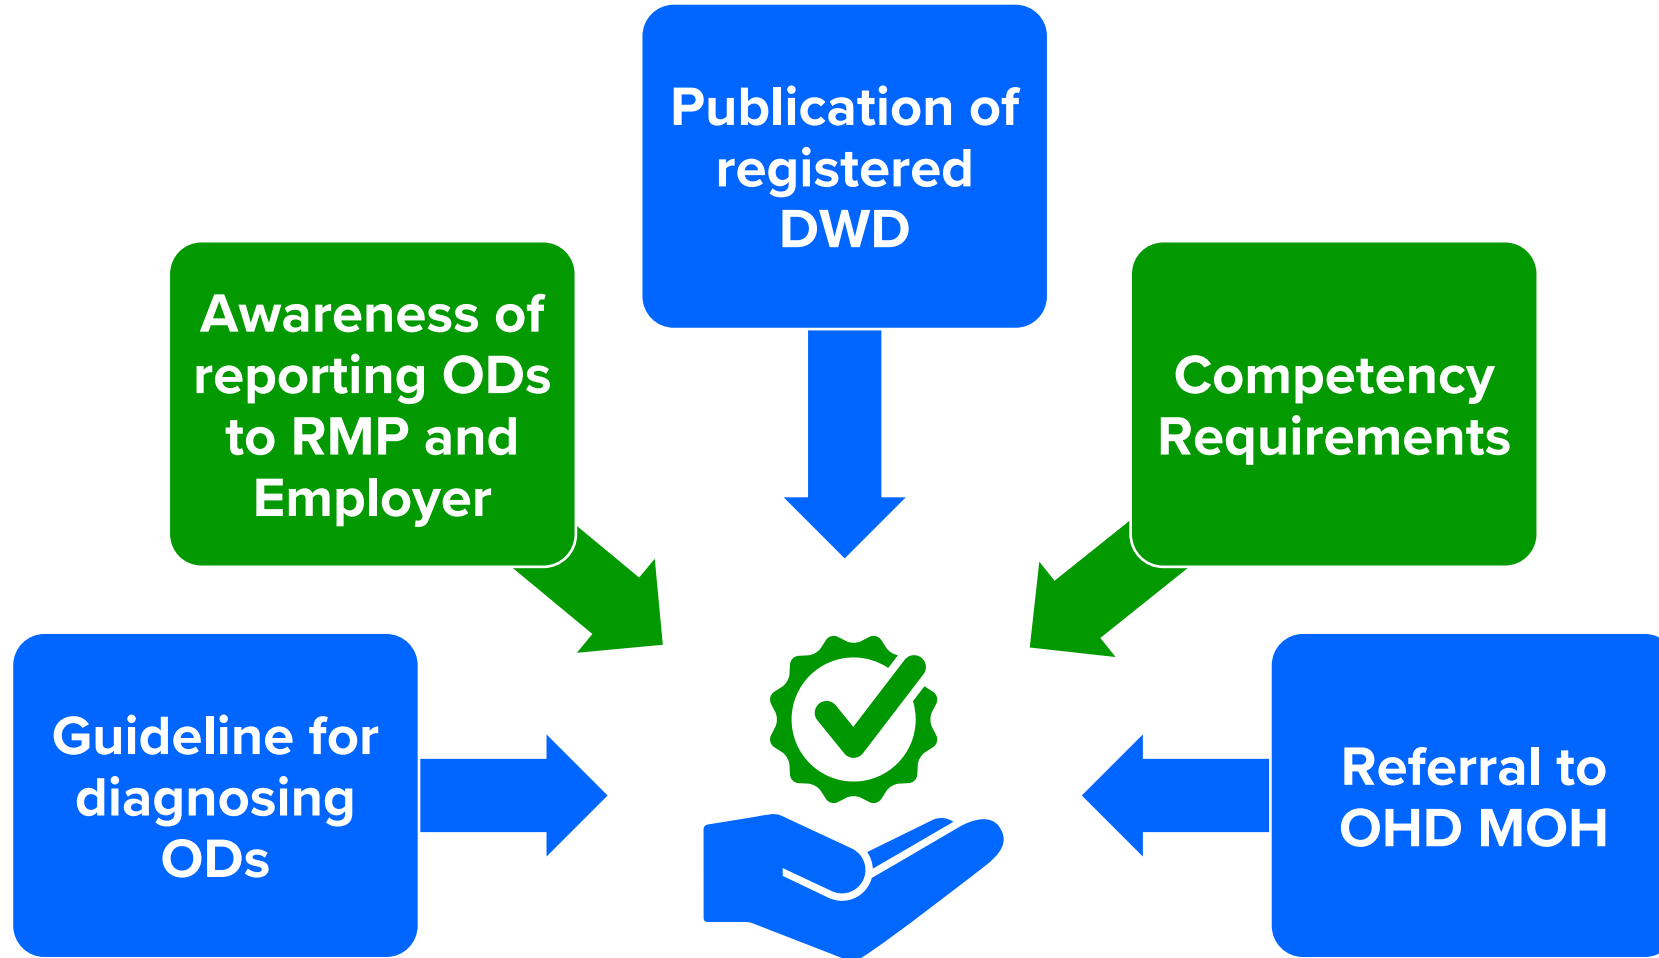 Publication of
registered
DWD
Awareness of
reporting ODs
to RMP and
Employer
Competency
Requirements
Guideline for
diagnosing
ODs
Referral to
OHD MOH